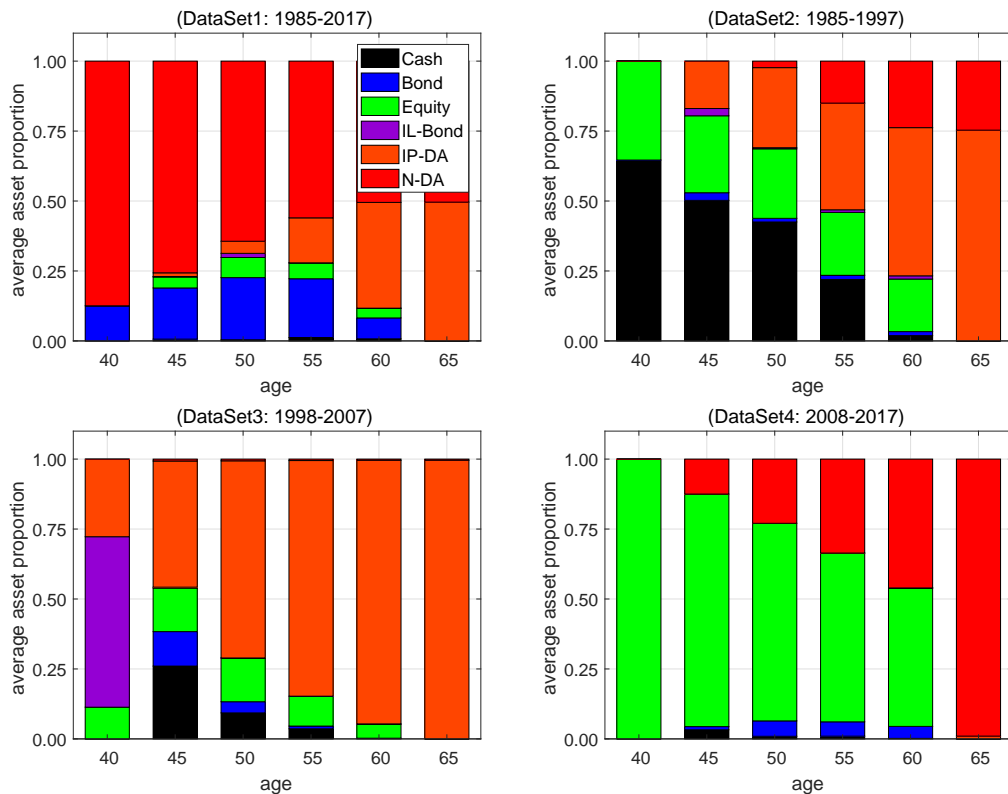 (DataSet1: 1985-2017)
1.00
0.75
0.50
0.25
0.00
average asset proportion
40 45 50 55 60 65
age
Cash
Bond
Equity
IL-Bond
IP-DA
N-DA
(DataSet2: 1985-1997)
1.00
0.75
0.50
0.25
0.00
average asset proportion
40 45 50 55 60 65
age
(DataSet3: 1998-2007)
1.00
0.75
0.50
0.25
0.00
average asset proportion
40 45 50 55 60 65
age
(DataSet4: 2008-2017)
1.00
0.75
0.50
0.25
0.00
average asset proportion
40 45 50 55 60 65
age